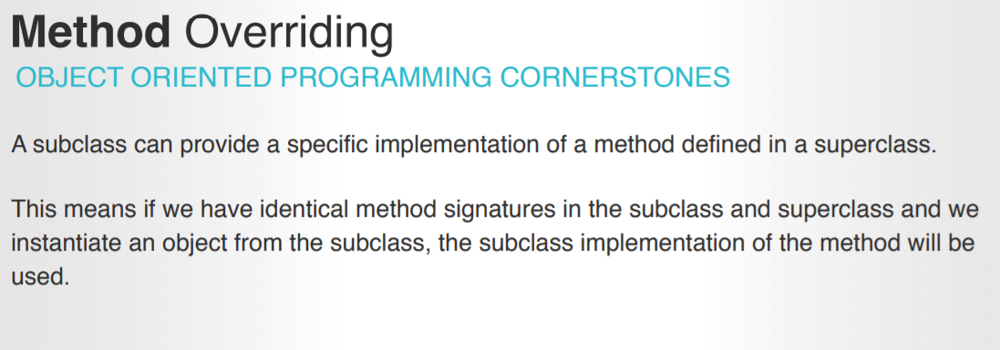 Method Overriding
OBJECT ORIENTED PROGRAMMING CORNERSTONES
A subclass can provide a specific implementation of a method defined in a superclass.
This means if we have identical method signatures in the subclass and superclass and we
instantiate an object from the subclass, the subclass implementation of the method will be
used.